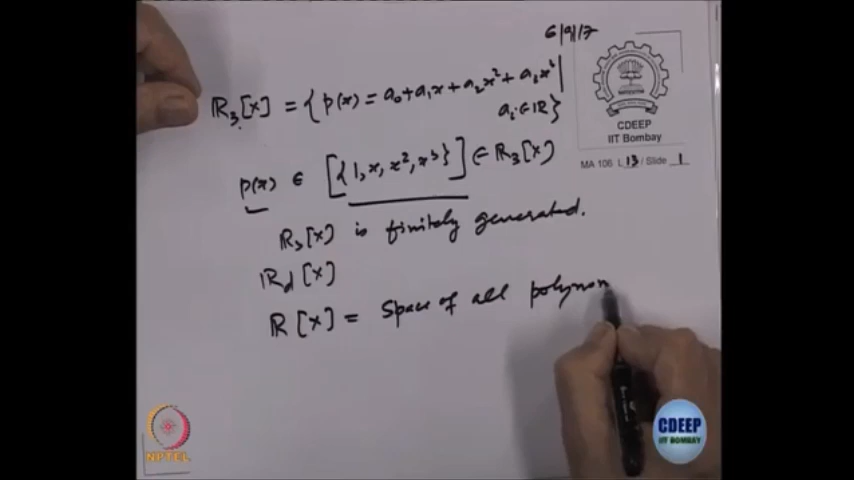 6/9/17
ℝ₃[x] = { p(x) = a₀ + a₁x + a₂x² + a₃x³ |
aᵢ ∈ ℝ }
CDEEP
IIT Bombay
MA 106 L 13 / Slide 1
p(x) ∈ [{1, x, x², x³}] ∈ ℝ₃[x]
ℝ₃[x] is finitely generated.
ℝ_d[x]
ℝ[x] = Space of all polynom
NPTEL
CDEEP
IIT BOMBAY